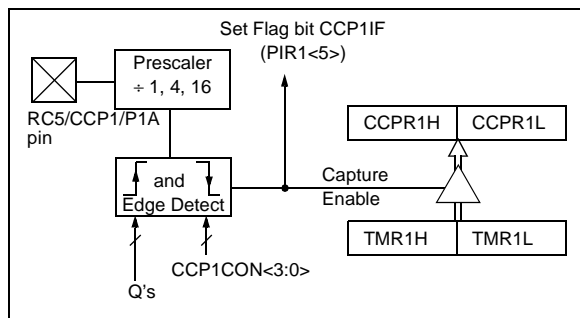 Set Flag bit CCP1IF
(PIR1<5>)
Prescaler
÷ 1, 4, 16
RC5/CCP1/P1A
pin
CCPR1H
CCPR1L
and
Edge Detect
Capture
Enable
TMR1H
TMR1L
CCP1CON<3:0>
Q's